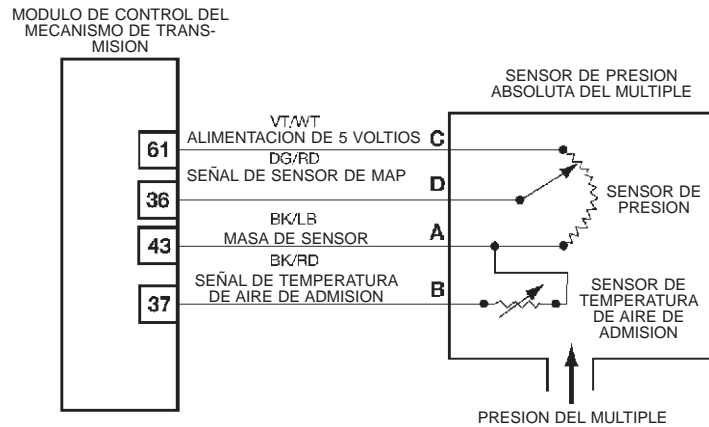 MODULO DE CONTROL DEL
MECANISMO DE TRANS-
MISION
SENSOR DE PRESION
ABSOLUTA DEL MULTIPLE
VT/WT
61
ALIMENTACION DE 5 VOLTIOS
C
DG/RD
SEÑAL DE SENSOR DE MAP
36
D
SENSOR DE
PRESION
BK/LB
43
MASA DE SENSOR
A
BK/RD
SEÑAL DE TEMPERATURA
DE AIRE DE ADMISION
37
B
SENSOR DE
TEMPERATURA
DE AIRE DE
ADMISION
PRESION DEL MULTIPLE